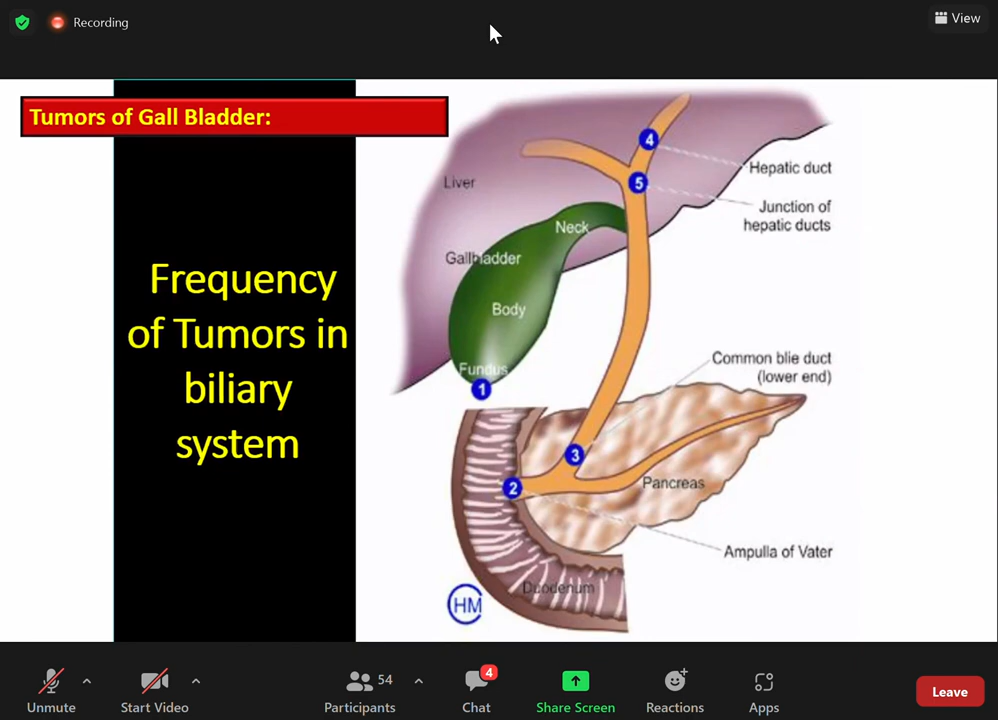 Recording
View
Tumors of Gall Bladder:
Frequency
of Tumors in
biliary
system
4
Hepatic duct
Liver
5
Junction of
hepatic ducts
Neck
Gallbladder
Body
Common blie duct
(lower end)
Fundus
1
3
2
Pancreas
Ampulla of Vater
Duodenum
HM
54
4
Unmute
Start Video
Participants
Chat
Share Screen
Reactions
Apps
Leave